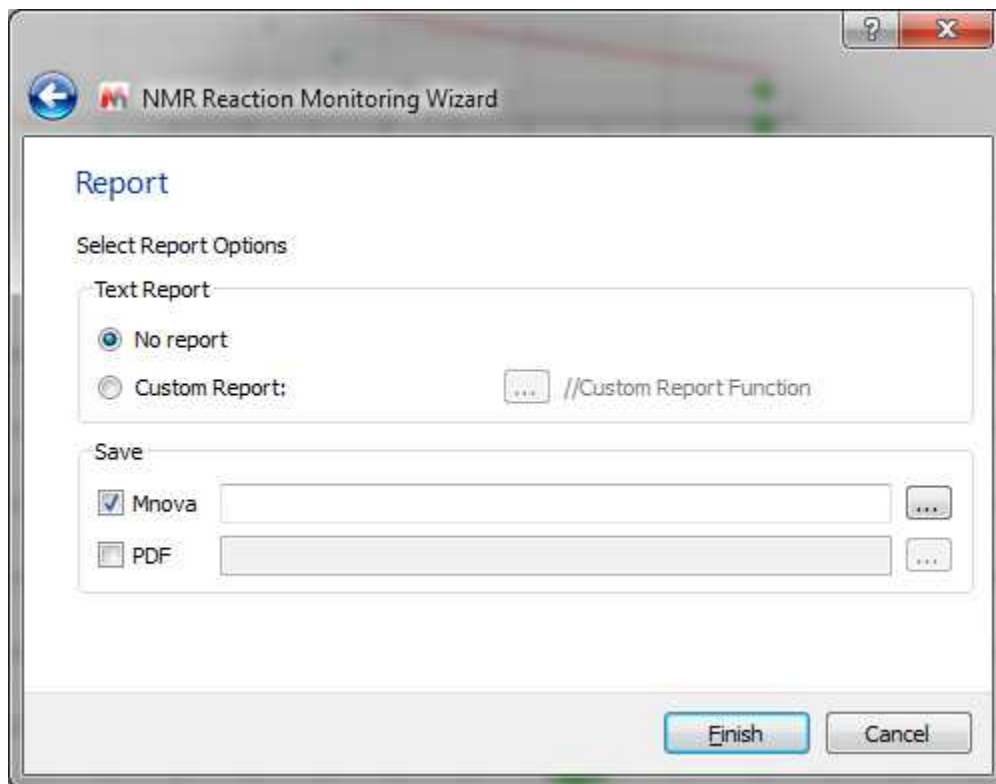 ?
X
NMR Reaction Monitoring Wizard
Report
Select Report Options
Text Report
No report
Custom Report: ... //Custom Report Function
Save
Mnova ...
PDF ...
Finish Cancel